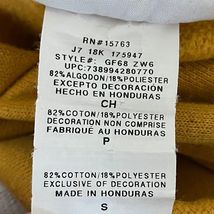 RN#15763
J7 18K 175947
STYLE#: GF68 ZW6
UPC:738994280770
82%ALGODON/18%POLIESTER
EXCEPTO DECORACIÓN
HECHO EN HONDURAS
CH
82%COTON/18%POLYESTER
DECORATION NON COMPRISE
FABRIQUÉ AU HONDURAS
P
82%COTTON/18%POLYESTER
EXCLUSIVE OF DECORATION
MADE IN HONDURAS
S